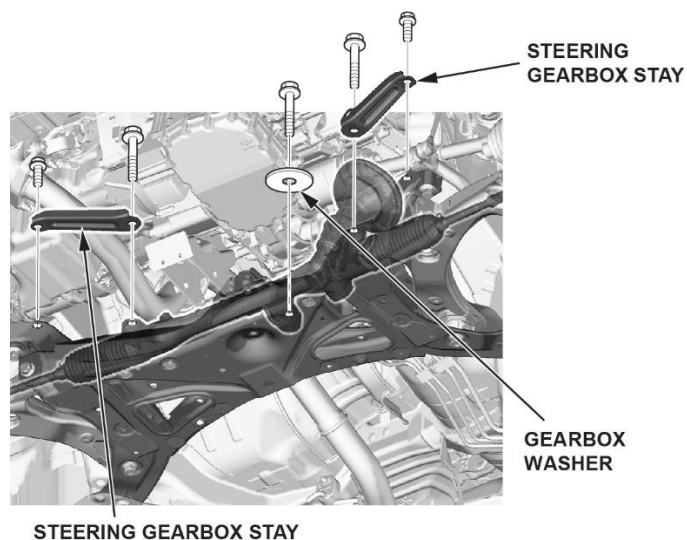 STEERING
GEARBOX STAY
GEARBOX
WASHER
STEERING GEARBOX STAY